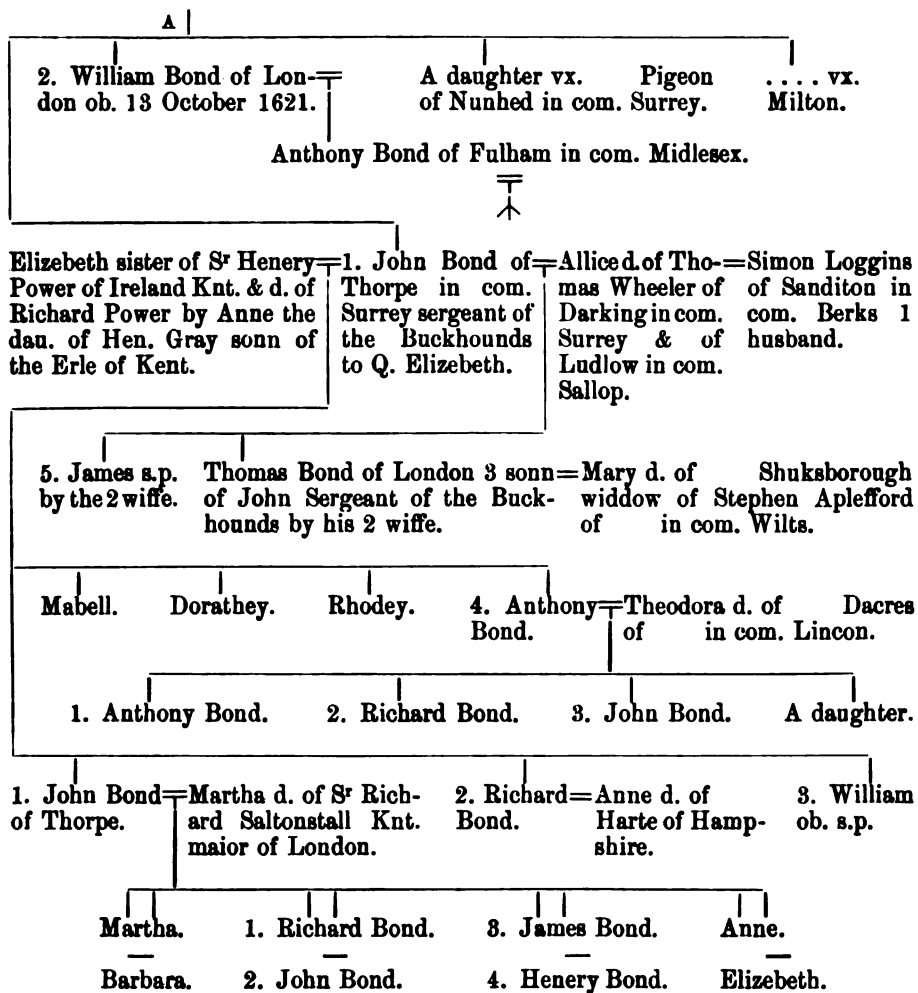 A
2. William Bond of Lon-
don ob. 13 October 1621.
A daughter vx. Pigeon
of Nunhed in com. Surrey.
.... vx.
Milton.
Anthony Bond of Fulham in com. Midlesex.
Elizebeth sister of Sr Henery
Power of Ireland Knt. & d. of
Richard Power by Anne the
dau. of Hen. Gray sonn of
the Erle of Kent.
1. John Bond of
Thorpe in com.
Surrey sergeant of
the Buckhounds
to Q. Elizebeth.
Allice d. of Tho-
mas Wheeler of
Darking in com.
Surrey & of
Ludlow in com.
Sallop.
Simon Loggins
of Sanditon in
com. Berks 1
husband.
5. James s.p.
by the 2 wiffe.
Thomas Bond of London 3 sonn
of John Sergeant of the Buck-
hounds by his 2 wiffe.
Mary d. of Shuksborough
widdow of Stephen Aplefford
of in com. Wilts.
Mabell.
Dorathey.
Rhodey.
4. Anthony
Bond.
Theodora d. of Dacres
of in com. Lincon.
1. Anthony Bond.
2. Richard Bond.
3. John Bond.
A daughter.
1. John Bond
of Thorpe.
Martha d. of Sr Rich-
ard Saltonstall Knt.
maior of London.
2. Richard
Bond.
Anne d. of
Harte of Hamp-
shire.
3. William
ob. s.p.
Martha.
1. Richard Bond.
3. James Bond.
Anne.
Barbara.
2. John Bond.
4. Henery Bond.
Elizebeth.